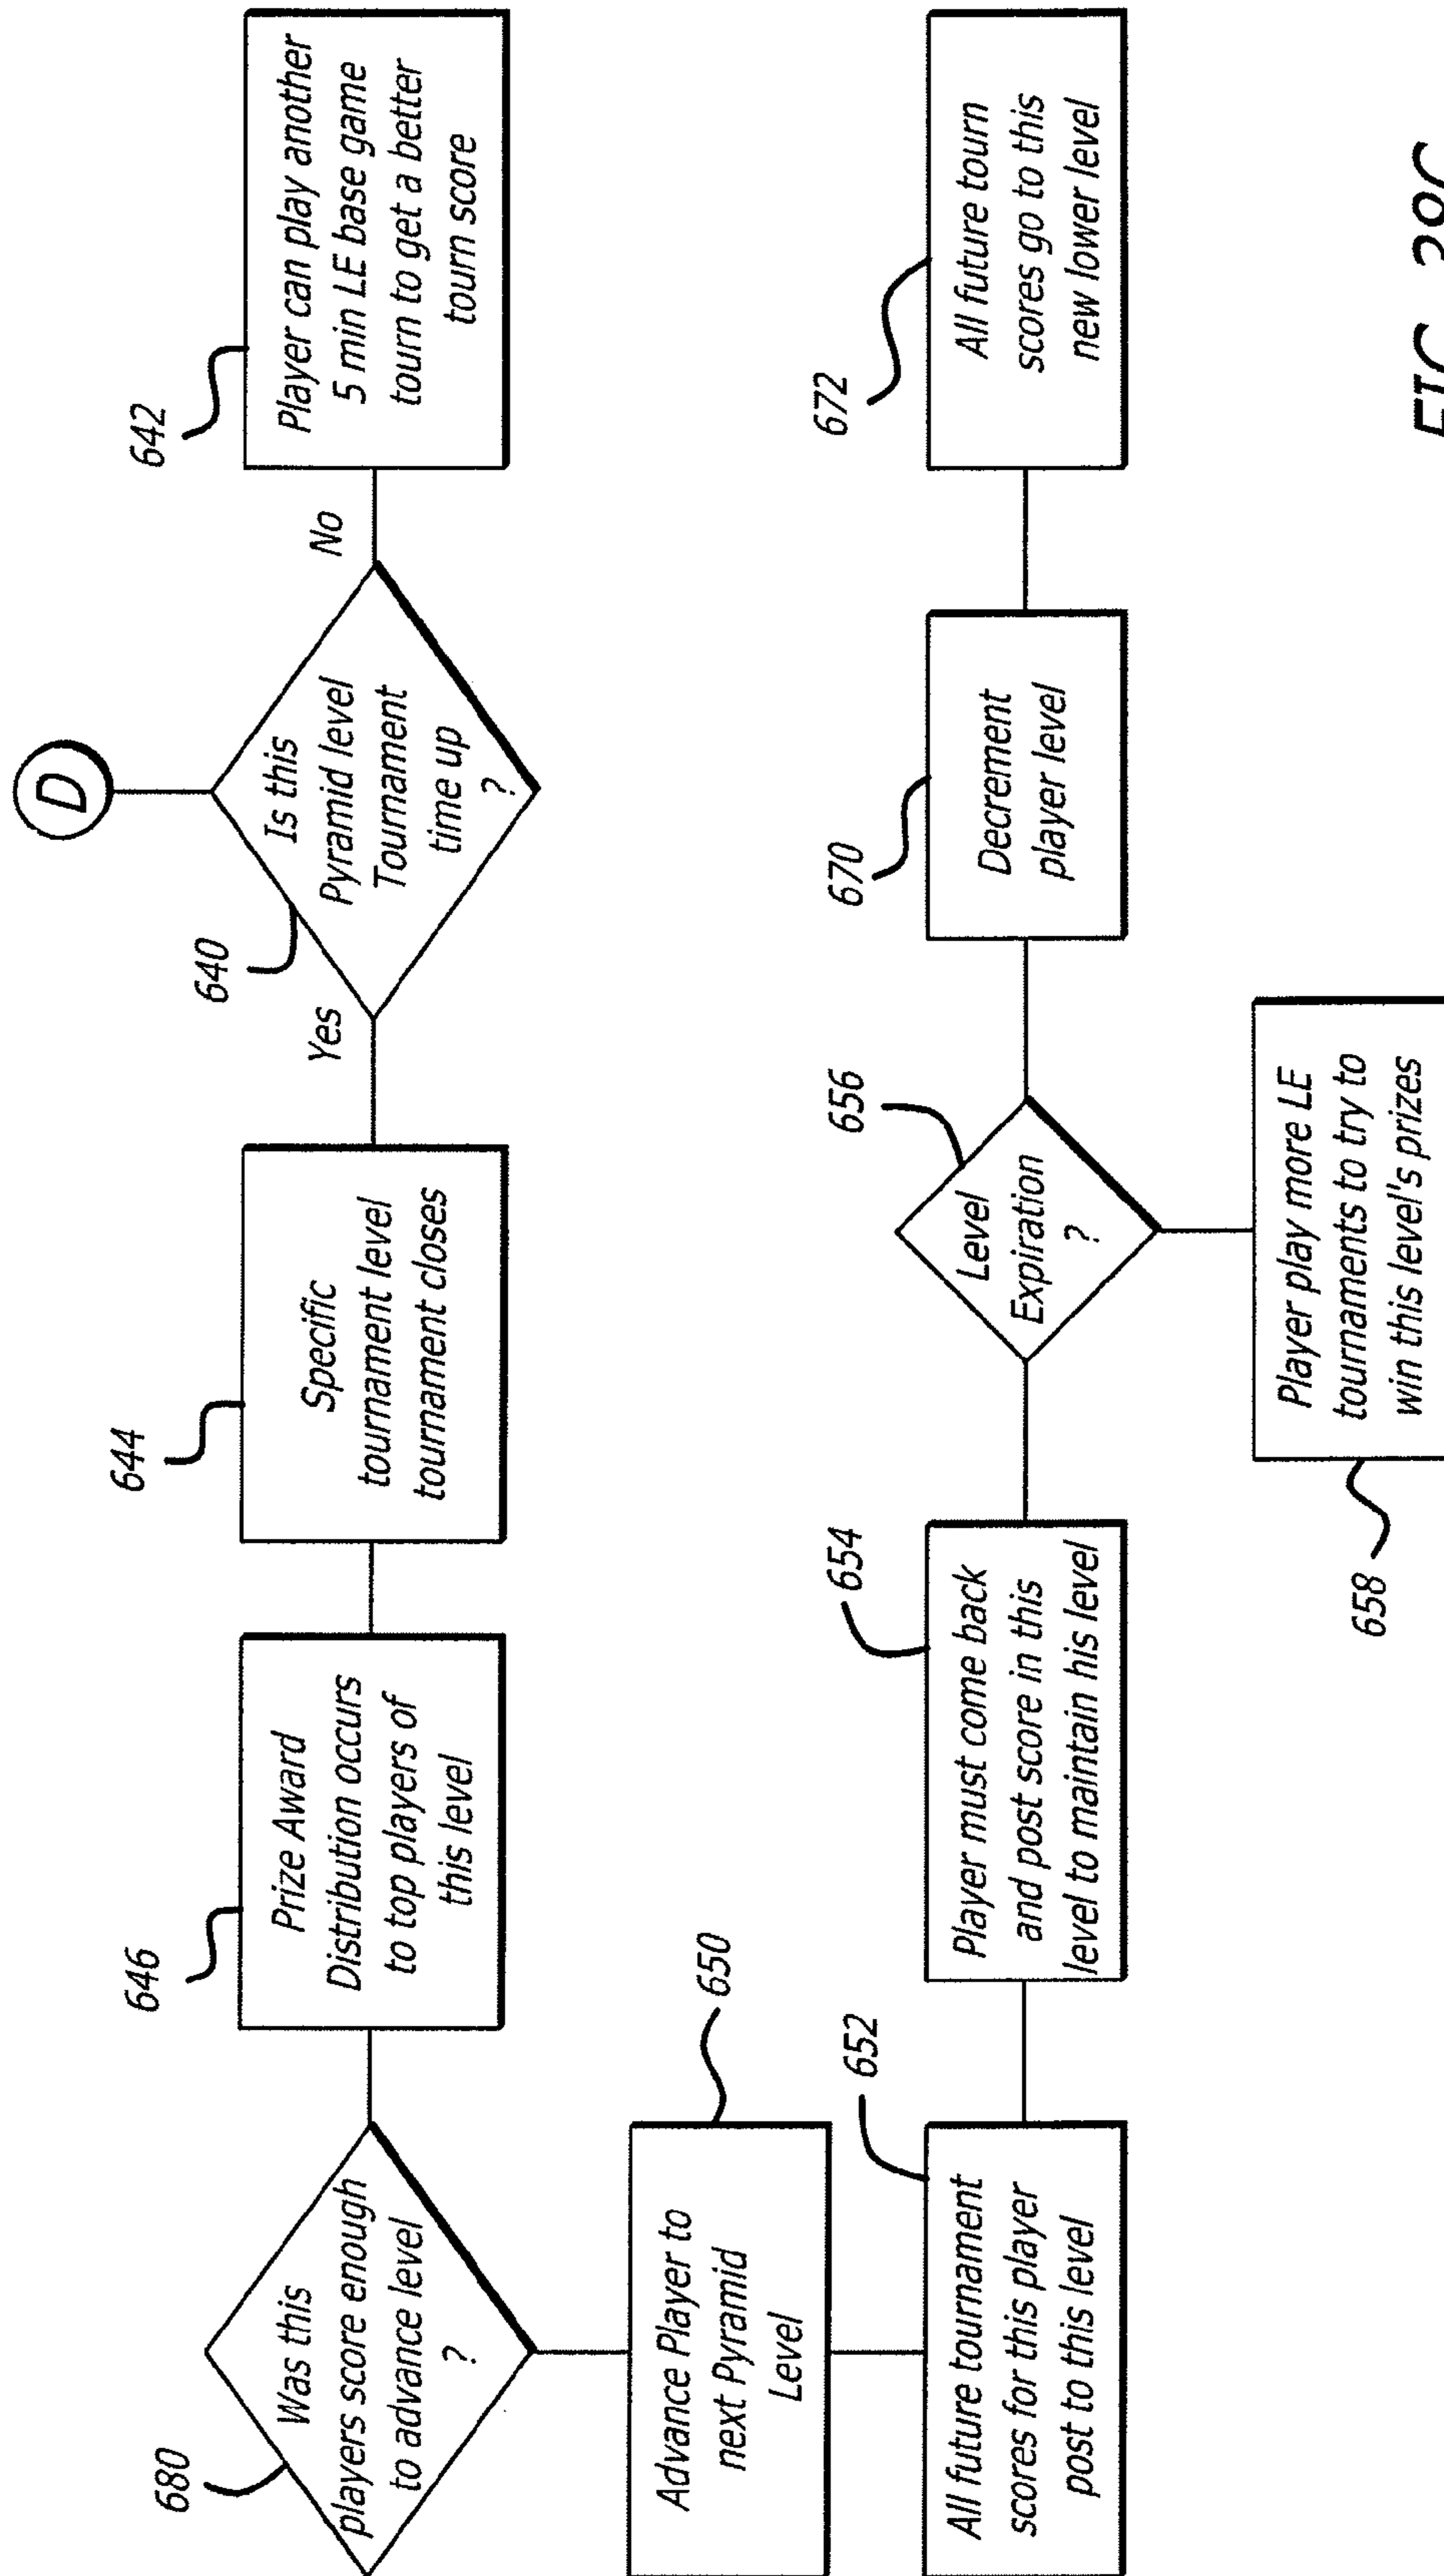 D
Is this
Pyramid level
Tournament
time up
?
640
Yes
No
642
Player can play another
5 min LE base game
tourn to get a better
tourn score
644
Specific
tournament level
tournament closes
646
Prize Award
Distribution occurs
to top players of
this level
680
Was this
players score enough
to advance level
?
650
Advance Player to
next Pyramid
Level
652
All future tournament
scores for this player
post to this level
654
Player must come back
and post score in this
level to maintain his level
656
Level
Expiration
?
658
Player play more LE
tournaments to try to
win this level's prizes
670
Decrement
player level
672
All future tourn
scores go to this
new lower level